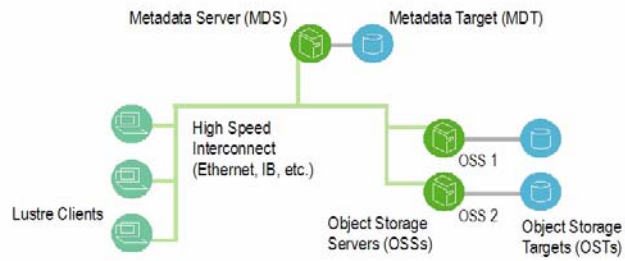 Metadata Server (MDS)
Metadata Target (MDT)
High Speed
Interconnect
(Ethernet, IB, etc.)
OSS 1
Lustre Clients
OSS 2
Object Storage
Servers (OSSs)
Object Storage
Targets (OSTs)